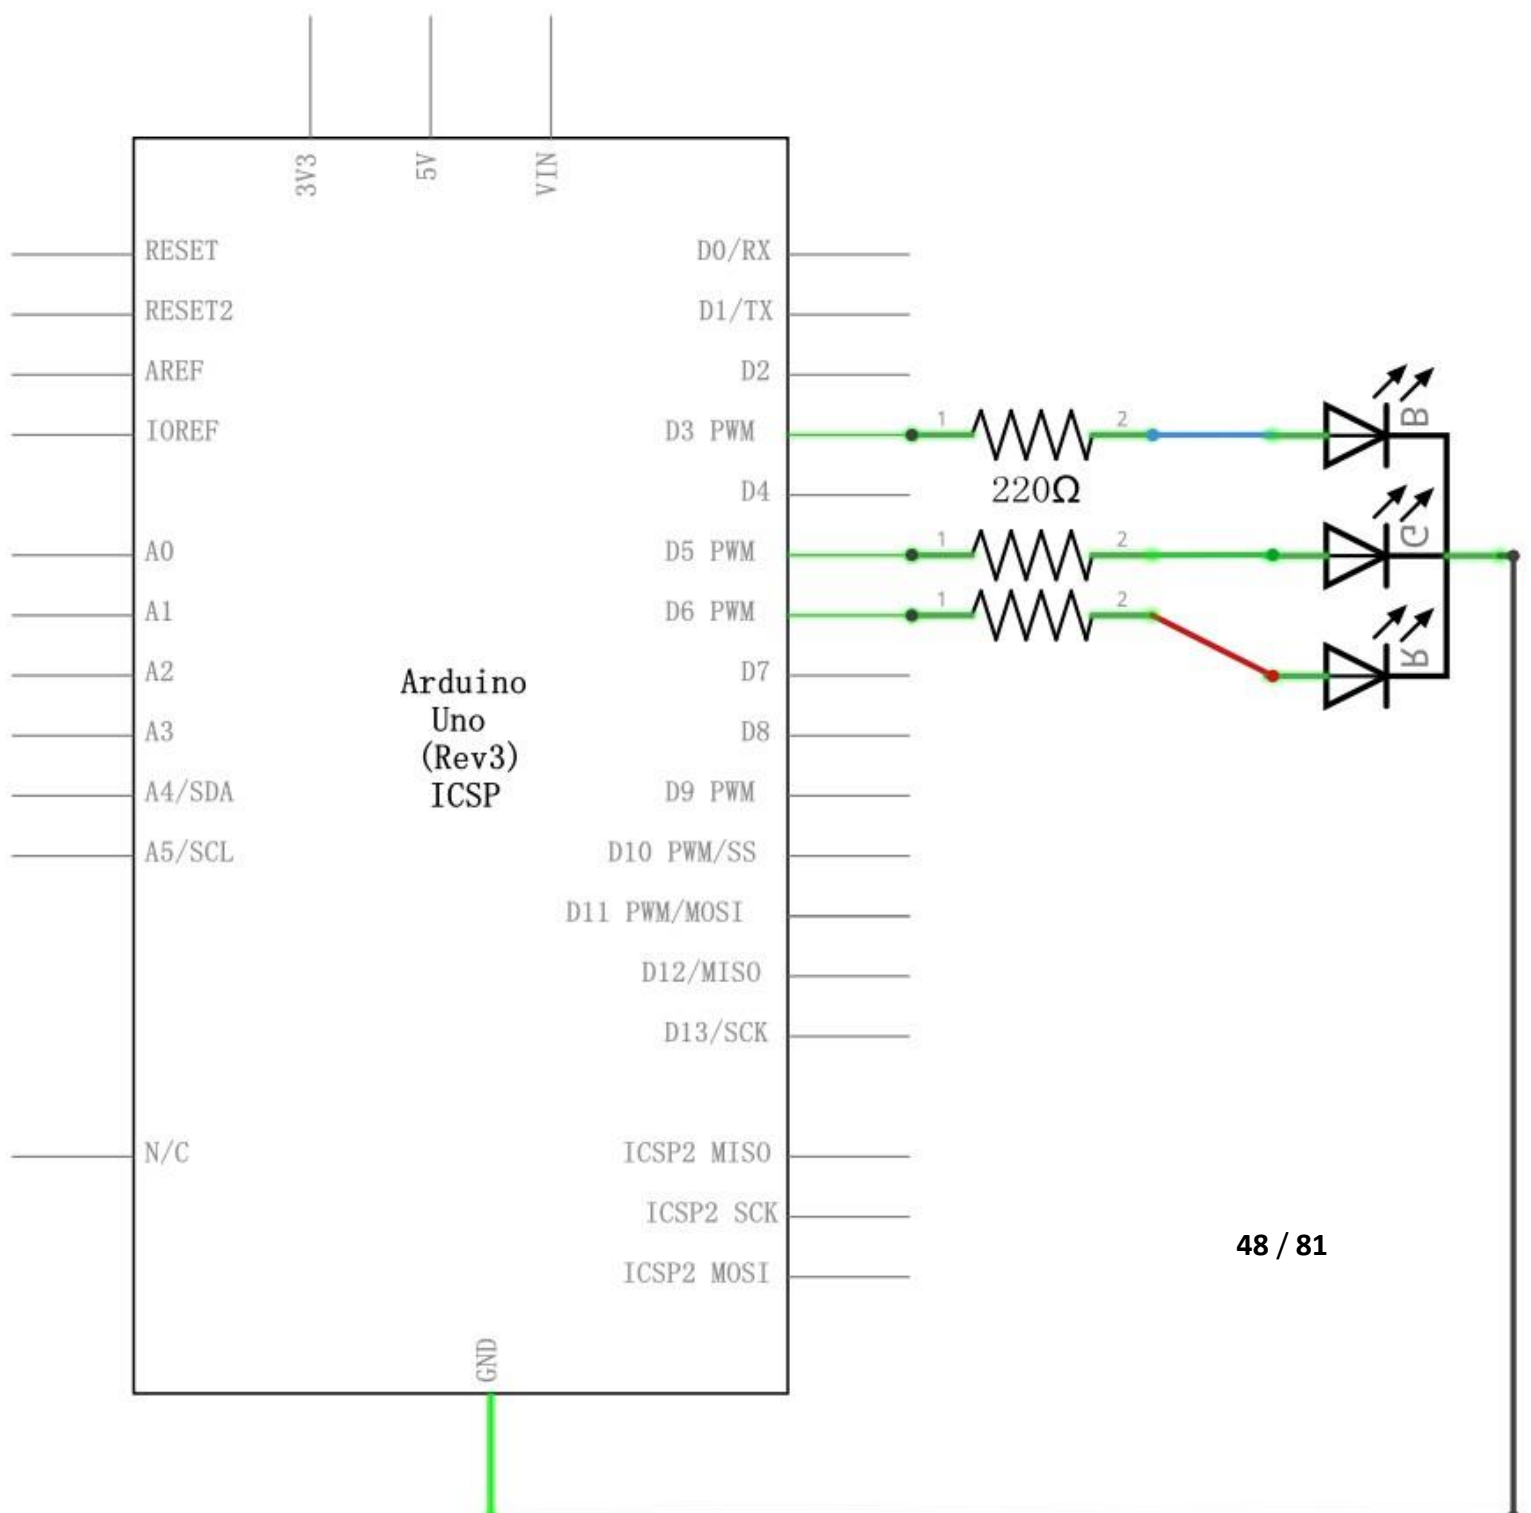 3V3
5V
VIN
RESET
RESET2
AREF
IOREF
A0
A1
A2
A3
A4/SDA
A5/SCL
N/C
Arduino
Uno
(Rev3)
ICSP
D0/RX
D1/TX
D2
D3 PWM
D4
D5 PWM
D6 PWM
D7
D8
D9 PWM
D10 PWM/SS
D11 PWM/MOSI
D12/MISO
D13/SCK
ICSP2 MISO
ICSP2 SCK
ICSP2 MOSI
GND
1
2
220Ω
1
2
1
2
B
G
R
48 / 81